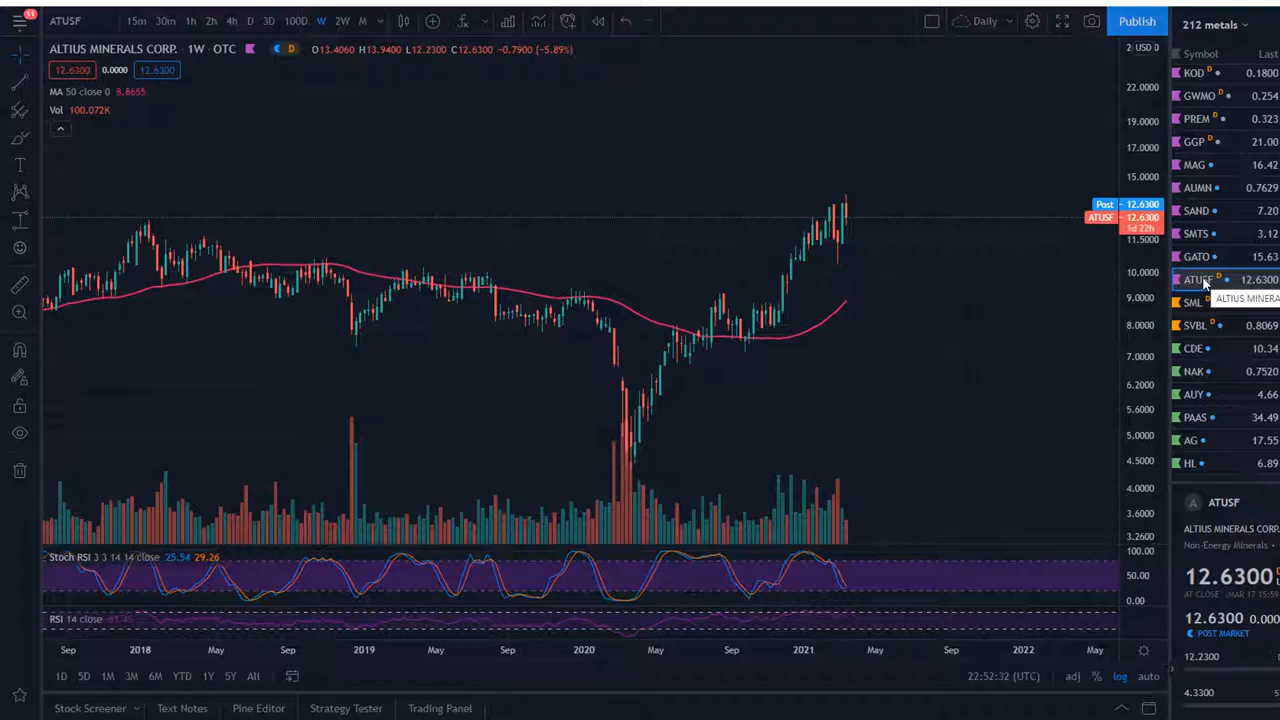 11
ATUSF 15m 30m 1h 2h 4h D 3D 100D W 2W M Daily Publish 212 metals
ALTIUS MINERALS CORP. · 1W · OTC D O13.4060 H13.9400 L12.2300 C12.6300 -0.7900 (-5.89%)
12.6300 0.0000 12.6300
MA 50 close 0 8.8655
Vol 100.072K
USD
22.0000
19.0000
17.0000
15.0000
Post 12.6300
ATUSF 12.6300
1d 22h
11.5000
10.0000
9.0000
8.0000
7.0000
6.2000
5.6000
5.0000
4.5000
4.0000
3.6000
3.2600
Stoch RSI 3 3 14 14 close 25.54 29.26
100.00
50.00
0.00
RSI 14 close
Sep 2018 May Sep 2019 May Sep 2020 May Sep 2021 May Sep 2022 May
1D 5D 1M 3M 6M YTD 1Y 5Y All 22:52:32 (UTC) adj % log auto
Stock Screener Text Notes Pine Editor Strategy Tester Trading Panel
Symbol Last
KOD D 0.1800
GWMO D 0.254
PREM D 0.323
GGP D 21.00
MAG 16.42
AUMN 0.7629
SAND 7.20
SMTS 3.12
GATO 15.63
ATUSF D 12.6300
ALTIUS MINERA
SML D
SVBL D 0.8069
CDE 10.34
NAK 0.7520
AUY 4.66
PAAS 34.49
AG 17.55
HL 6.89
A ATUSF
ALTIUS MINERALS CORP
Non-Energy Minerals
12.6300 D
AT CLOSE (MAR 17 15:59
12.6300 0.000
POST MARKET
12.2300
4.3300